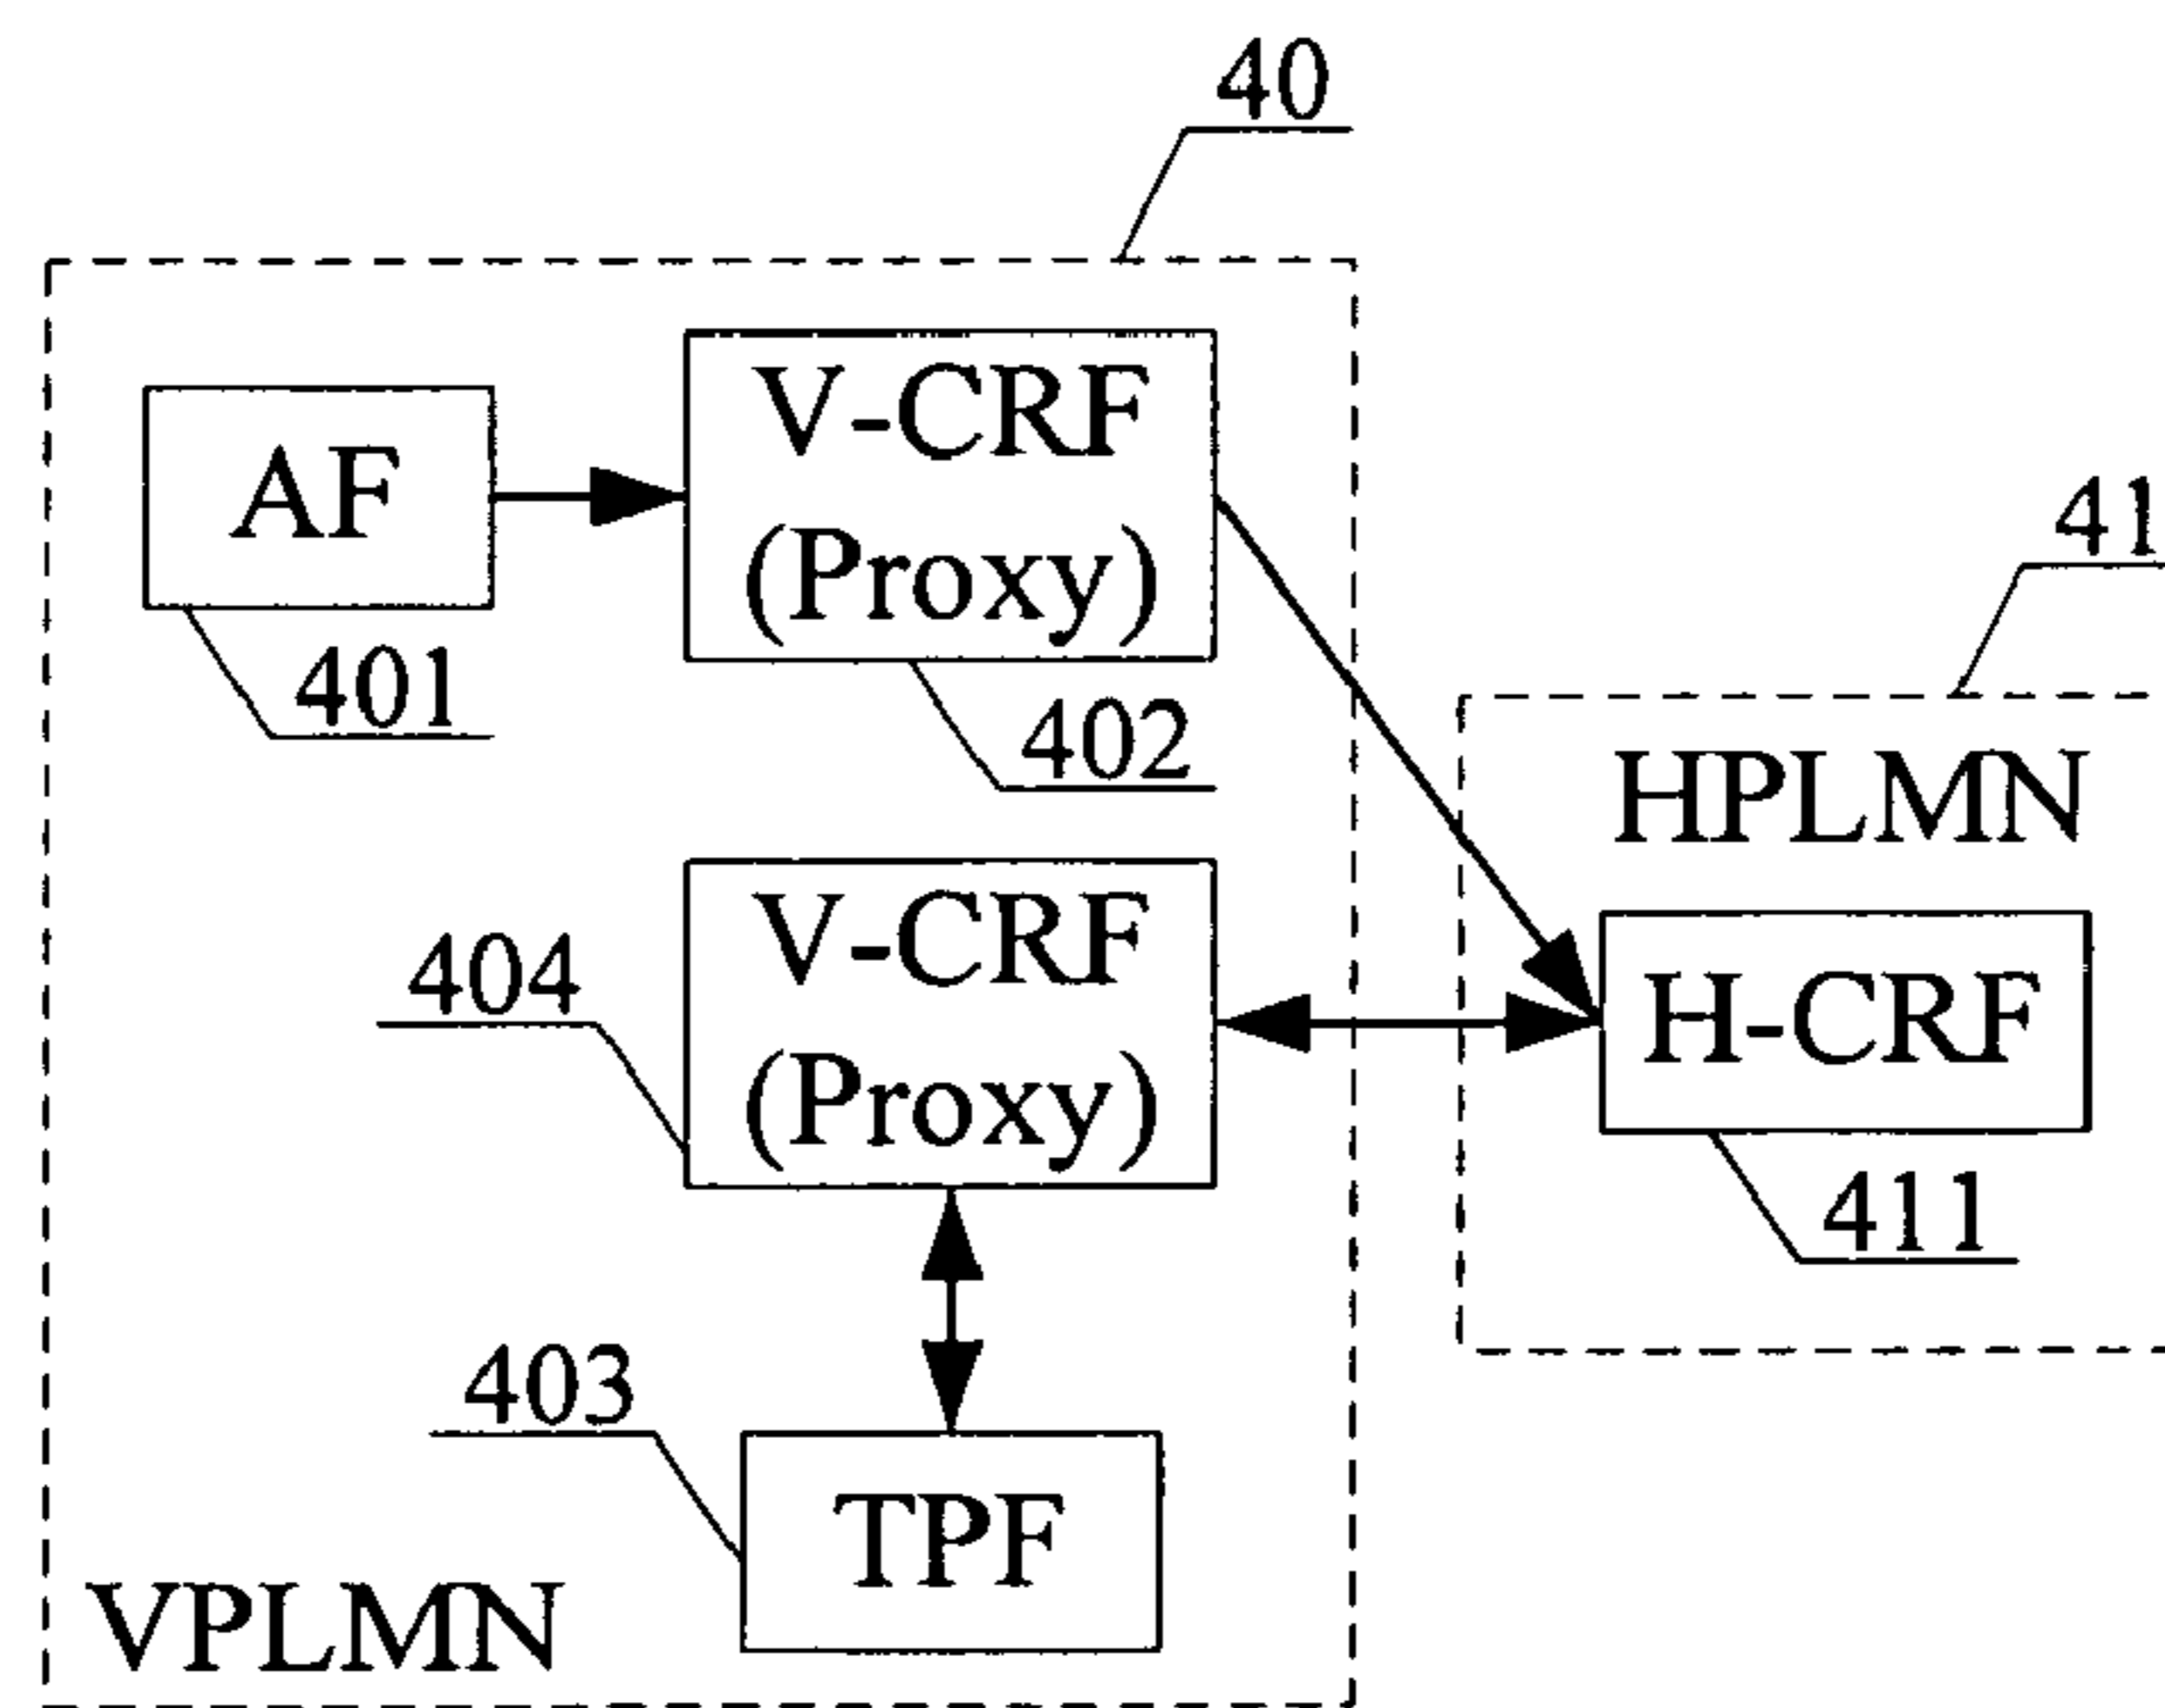 40
V-CRF
(Proxy)
AF
41
401
402
HPLMN
V-CRF
(Proxy)
404
H-CRF
411
403
TPF
VPLMN